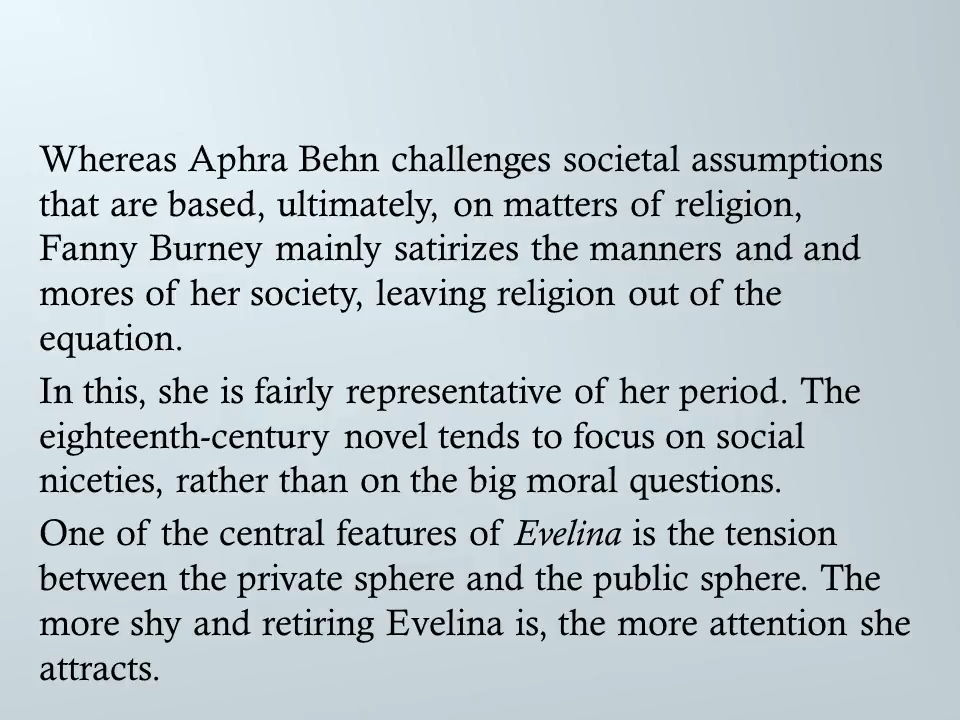 Whereas Aphra Behn challenges societal assumptions
that are based, ultimately, on matters of religion,
Fanny Burney mainly satirizes the manners and and
mores of her society, leaving religion out of the
equation.
In this, she is fairly representative of her period. The
eighteenth-century novel tends to focus on social
niceties, rather than on the big moral questions.
One of the central features of Evelina is the tension
between the private sphere and the public sphere. The
more shy and retiring Evelina is, the more attention she
attracts.